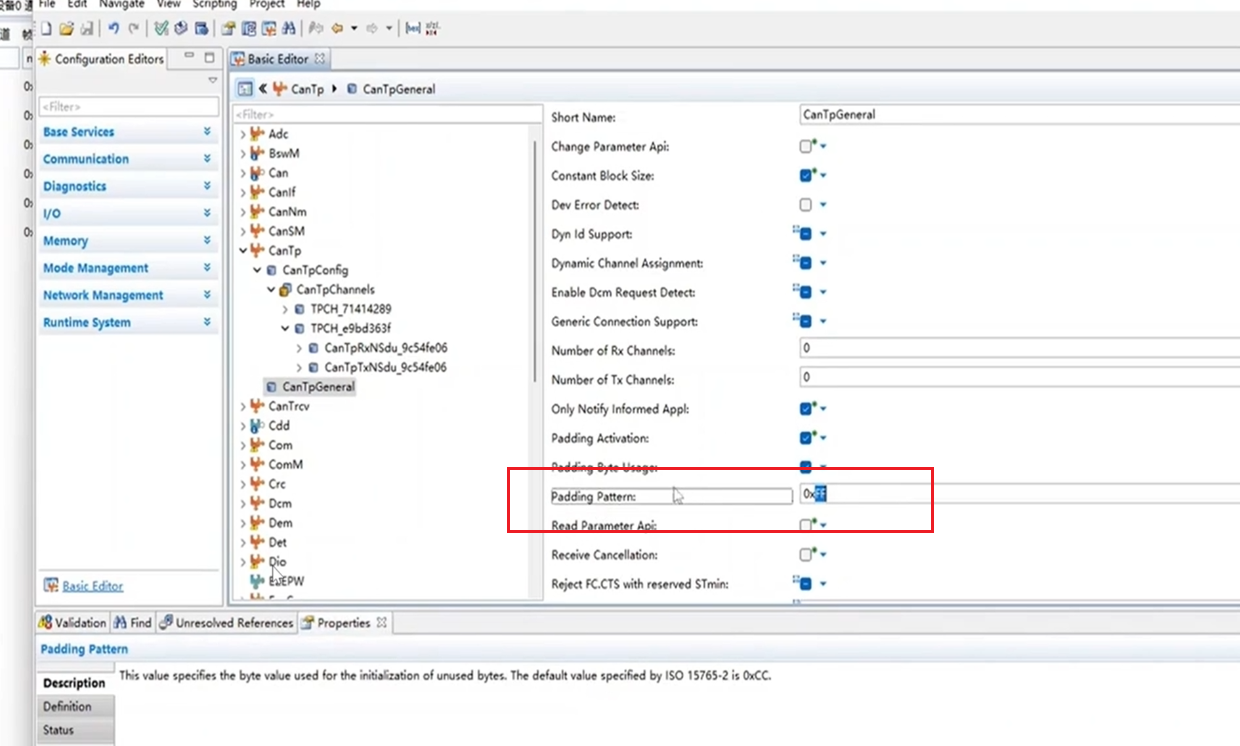 File Edit Navigate View Scripting Project Help
Configuration Editors
<Filter>
Base Services
Communication
Diagnostics
I/O
Memory
Mode Management
Network Management
Runtime System
Basic Editor
Basic Editor
CanTp CanTpGeneral
<Filter>
Adc
BswM
Can
CanIf
CanNm
CanSM
CanTp
CanTpConfig
CanTpChannels
TPCH_71414289
TPCH_e9bd363f
CanTpRxNSdu_9c54fe06
CanTpTxNSdu_9c54fe06
CanTpGeneral
CanTrcv
Cdd
Com
ComM
Crc
Dcm
Dem
Det
Dio
Short Name: CanTpGeneral
Change Parameter Api:
Constant Block Size:
Dev Error Detect:
Dyn Id Support:
Dynamic Channel Assignment:
Enable Dcm Request Detect:
Generic Connection Support:
Number of Rx Channels: 0
Number of Tx Channels: 0
Only Notify Informed Appl:
Padding Activation:
Padding Byte Usage:
Padding Pattern: 0xFF
Read Parameter Api:
Receive Cancellation:
Reject FC.CTS with reserved STmin:
Validation Find Unresolved References Properties
Padding Pattern
Description
Definition
Status
This value specifies the byte value used for the initialization of unused bytes. The default value specified by ISO 15765-2 is 0xCC.